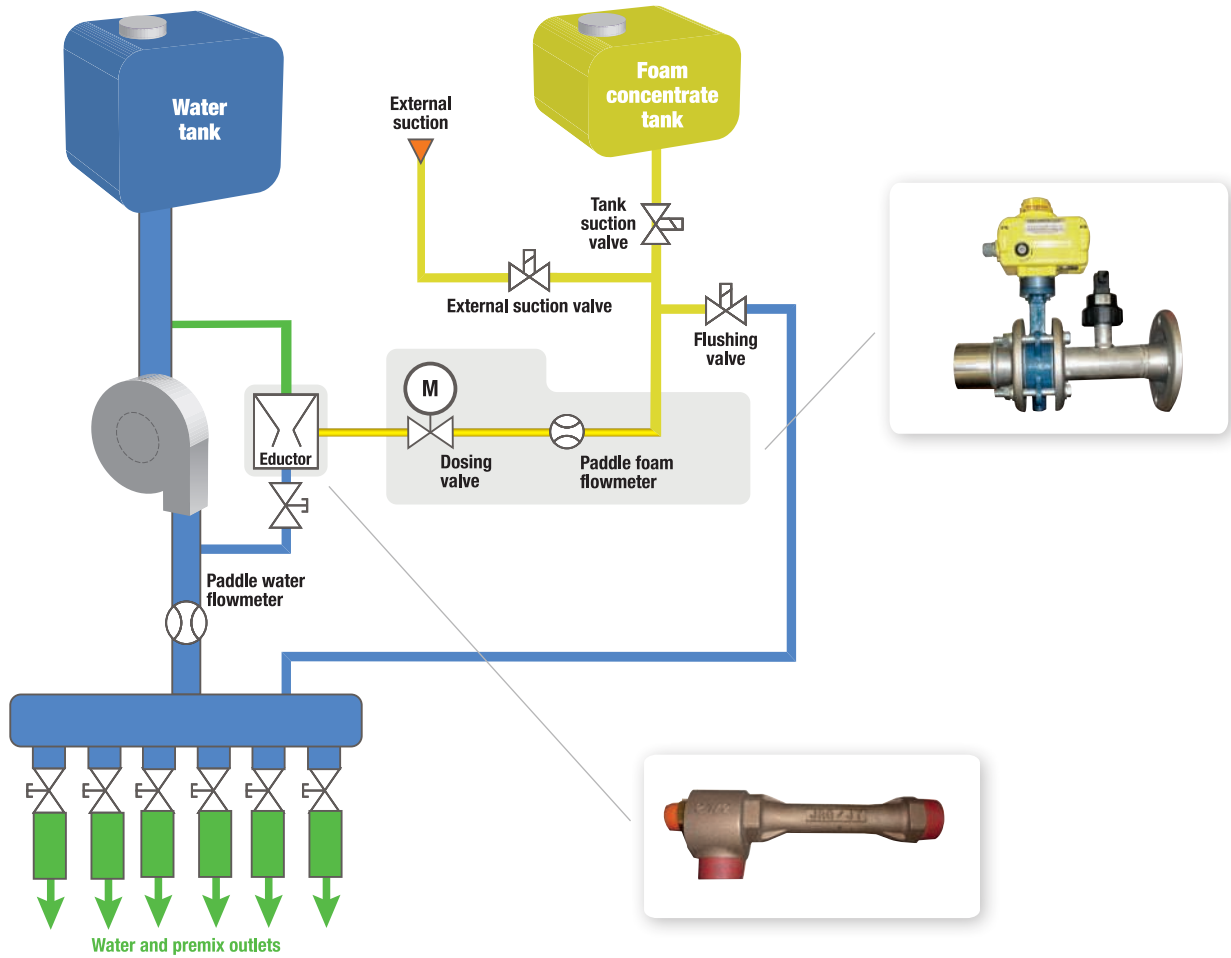 Water
tank
External
suction
Foam
concentrate
tank
Tank
suction
valve
External suction valve
Flushing
valve
M
Eductor
Dosing
valve
Paddle foam
flowmeter
Paddle water
flowmeter
Water and premix outlets